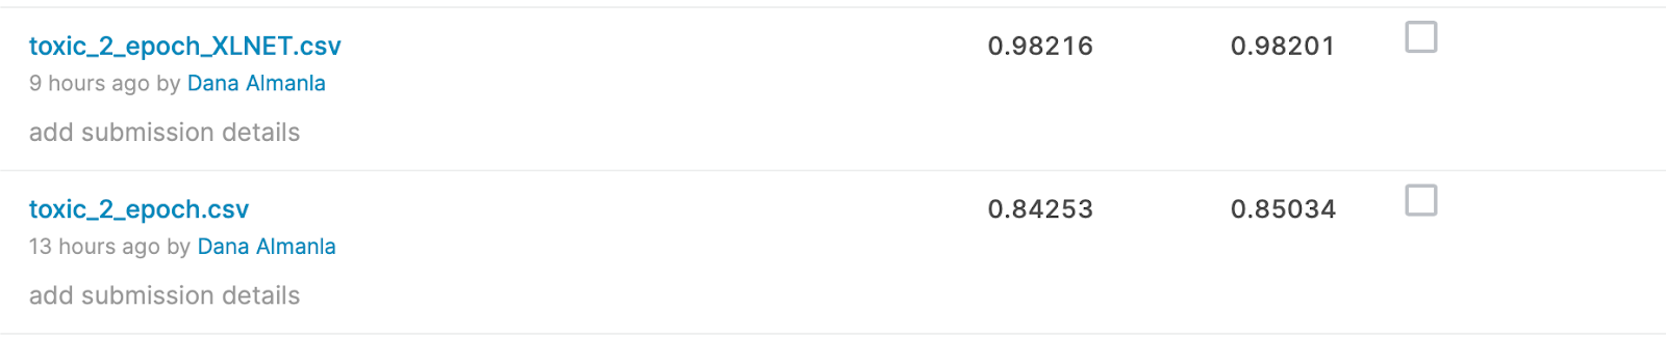 toxic_2_epoch_XLNET.csv 0.98216 0.98201
9 hours ago by Dana Almanla
add submission details
toxic_2_epoch.csv 0.84253 0.85034
13 hours ago by Dana Almanla
add submission details